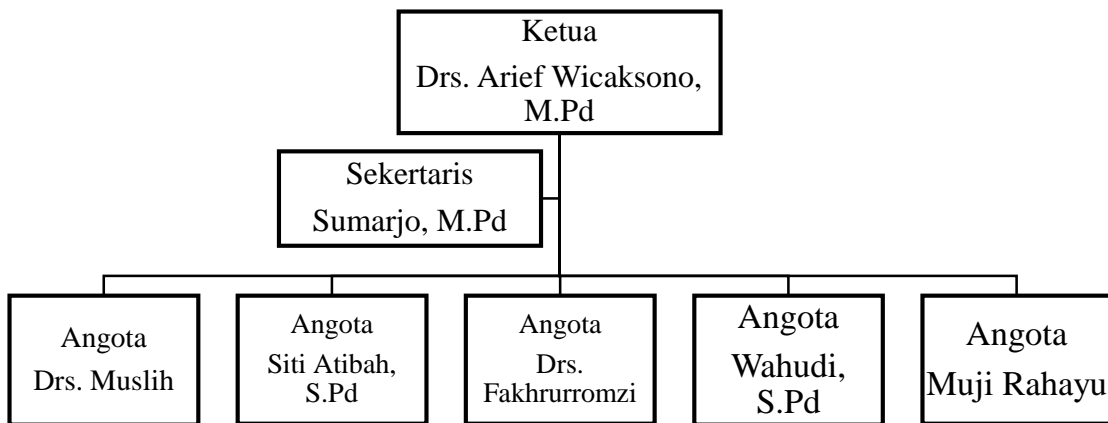 Ketua
Drs. Arief Wicaksono,
M.Pd
Sekertaris
Sumarjo, M.Pd
Angota
Drs. Muslih
Angota
Siti Atibah,
S.Pd
Angota
Drs.
Fakhrurromzi
Angota
Wahudi,
S.Pd
Angota
Muji Rahayu